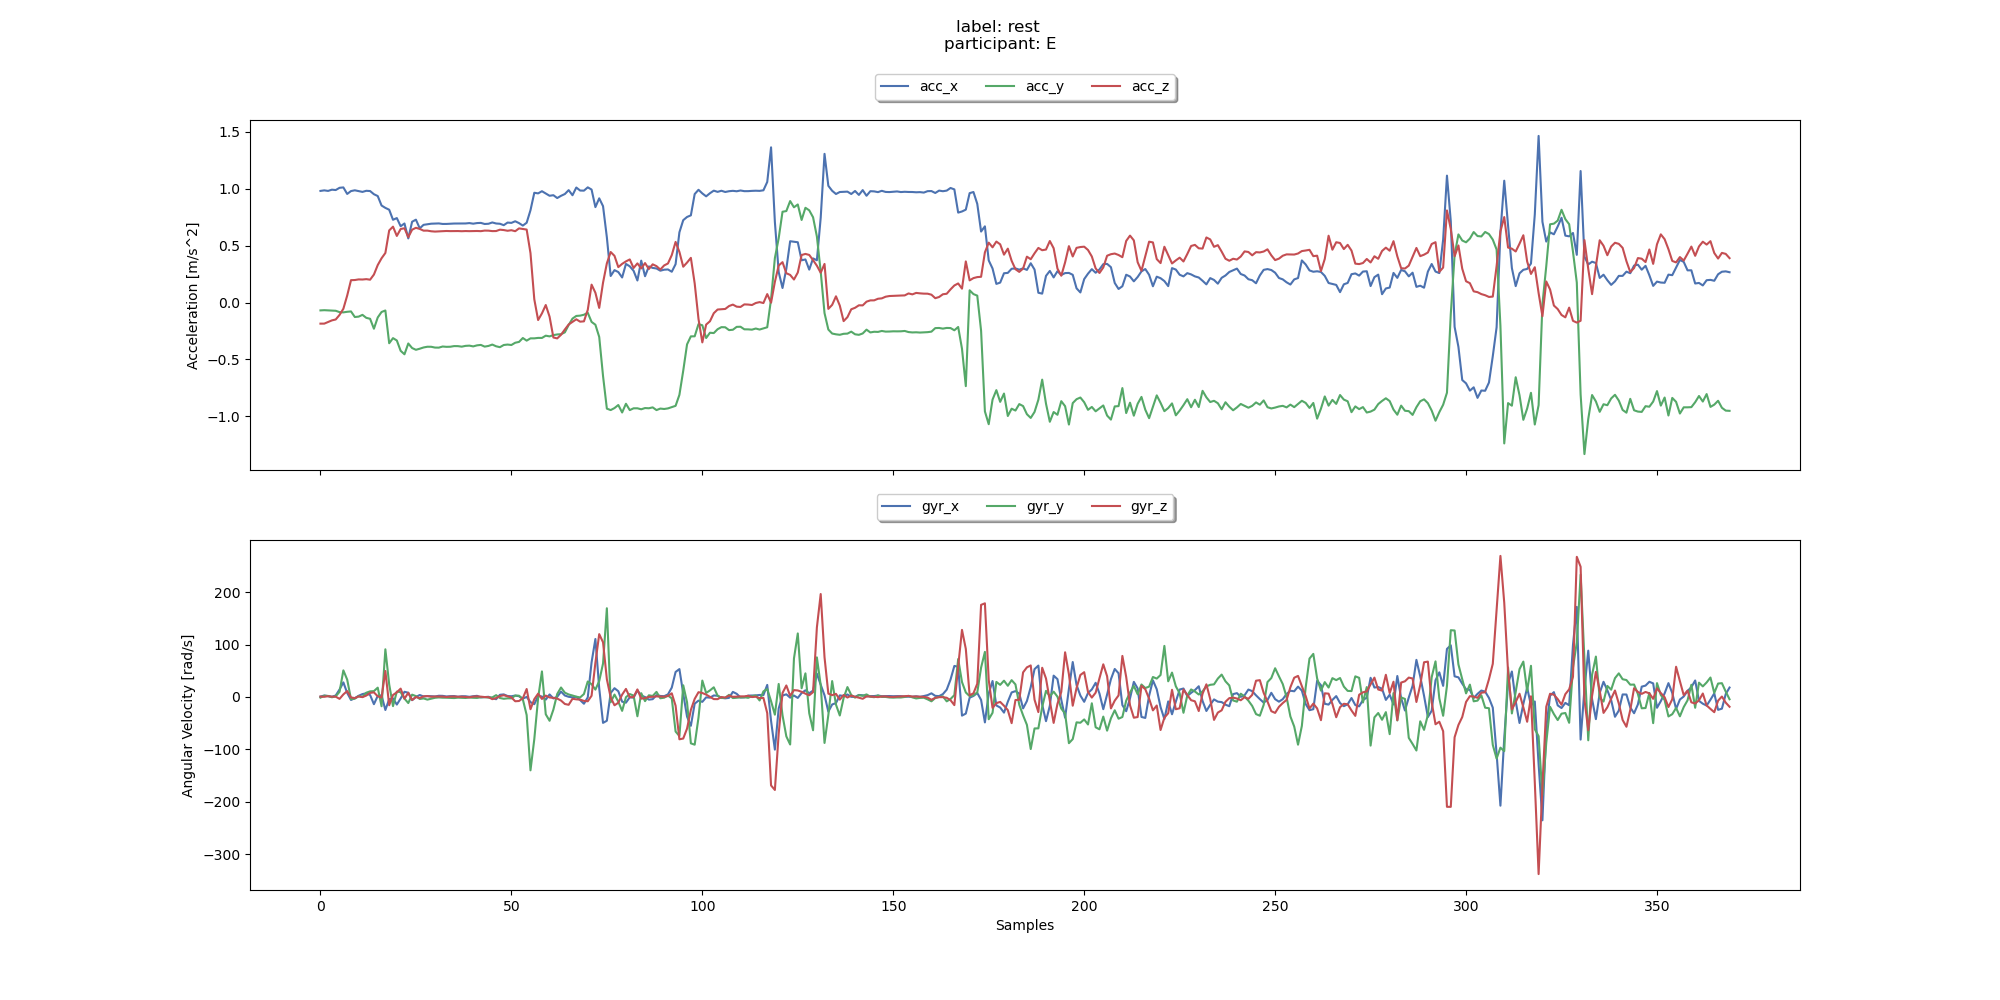 label: rest
participant: E
acc_x acc_y acc_z
1.5
1.0
0.5
0.0
−0.5
−1.0
Acceleration [m/s^2]
gyr_x gyr_y gyr_z
200
100
0
−100
−200
−300
Angular Velocity [rad/s]
0 50 100 150 200 250 300 350
Samples